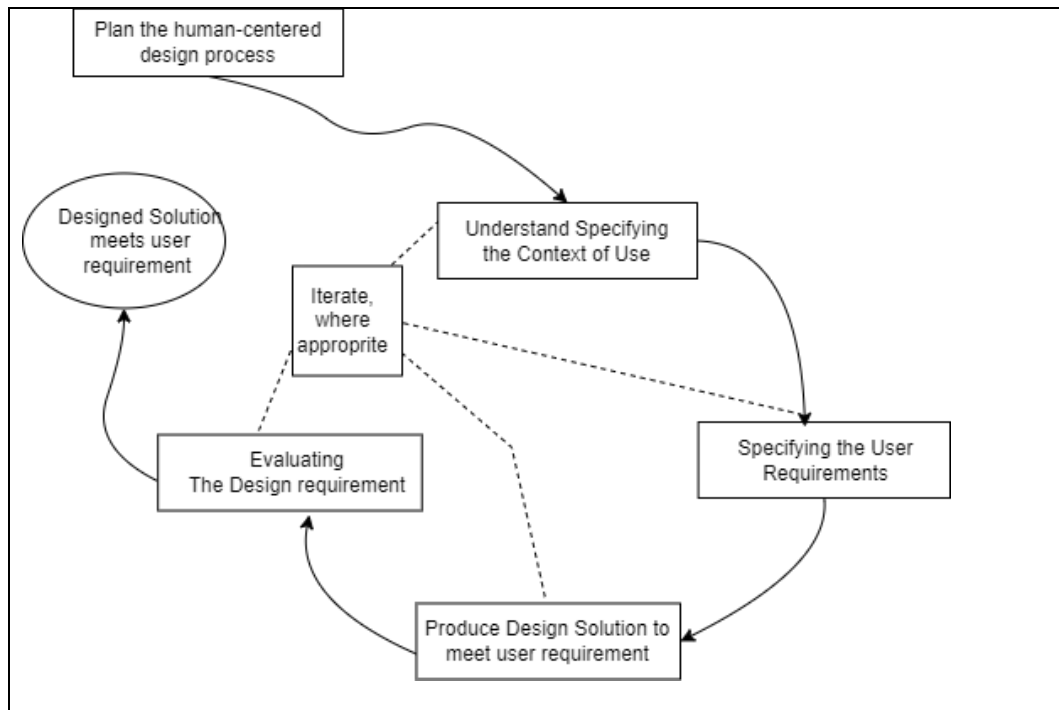 Plan the human-centered
design process
Designed Solution
meets user
requirement
Understand Specifying
the Context of Use
Iterate,
where
approprite
Specifying the User
Requirements
Evaluating
The Design requirement
Produce Design Solution to
meet user requirement